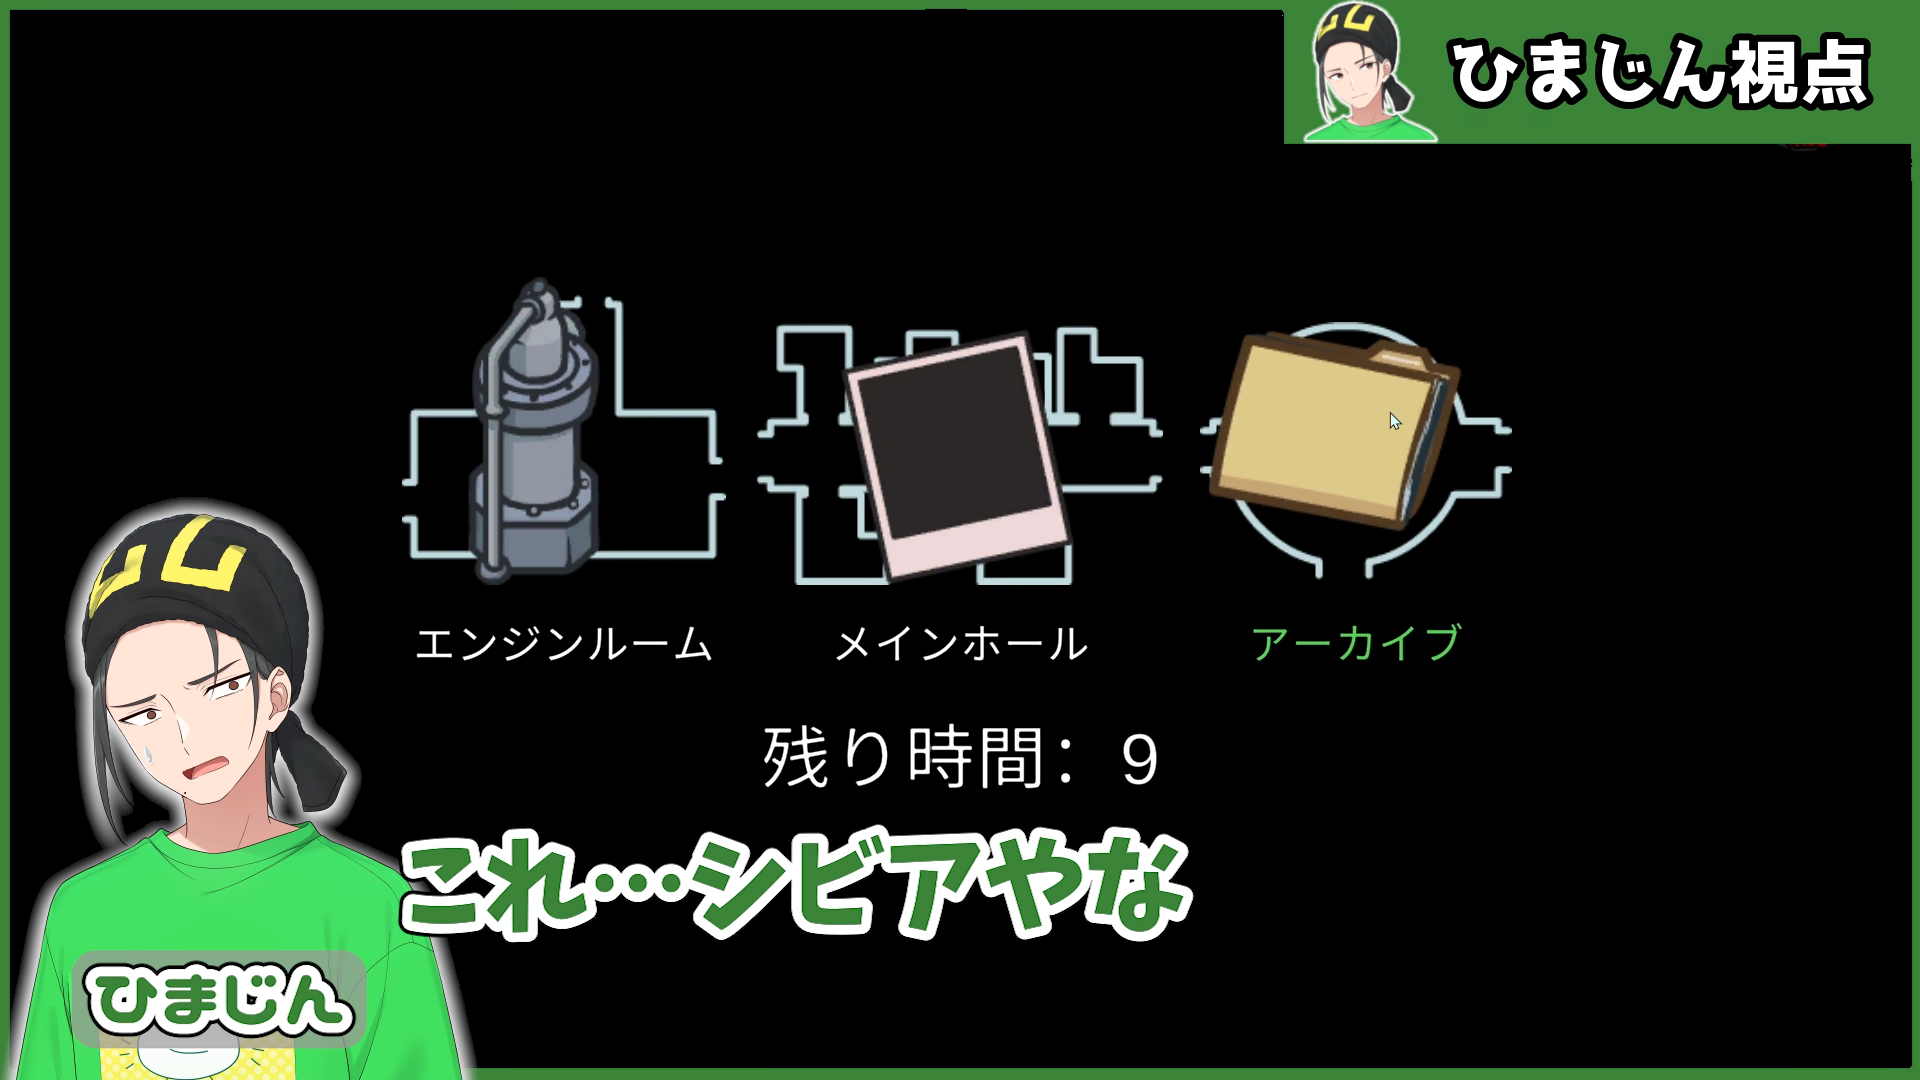 ひまじん視点
エンジンルーム
メインホール
アーカイブ
残り時間: 9
これ…シビアやな
ひまじん